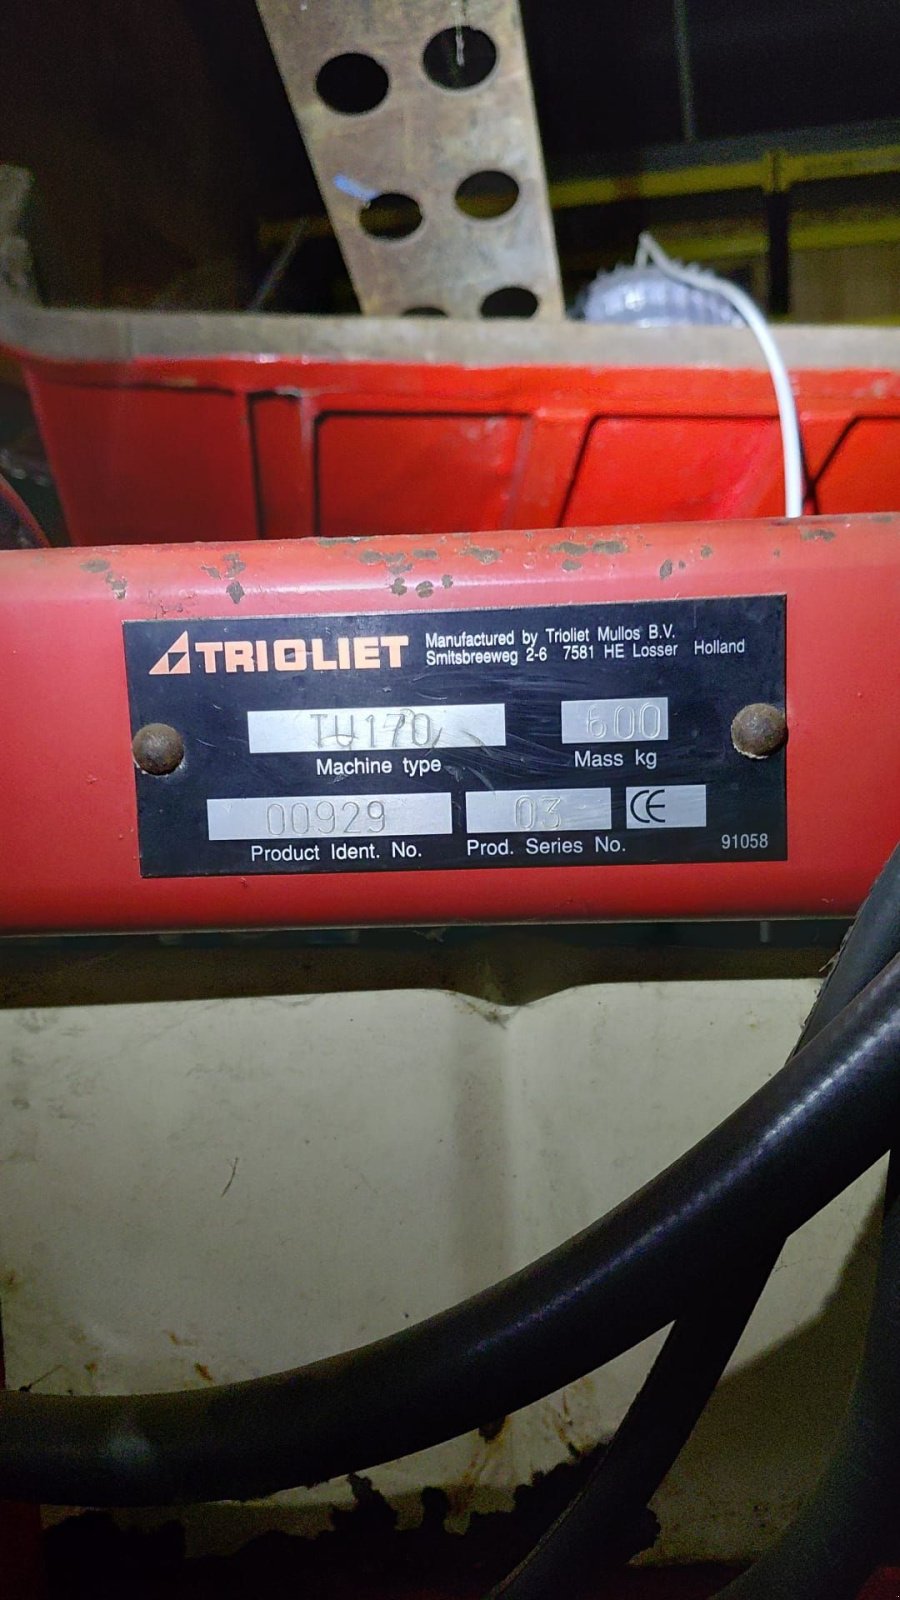 TRIOLIET
Manufactured by Trioliet Mullos B.V.
Smitsbreeweg 2-6 7581 HE Losser Holland
TU170 600
Machine type Mass kg
00929 03 CE
Product Ident. No. Prod. Series No. 91058